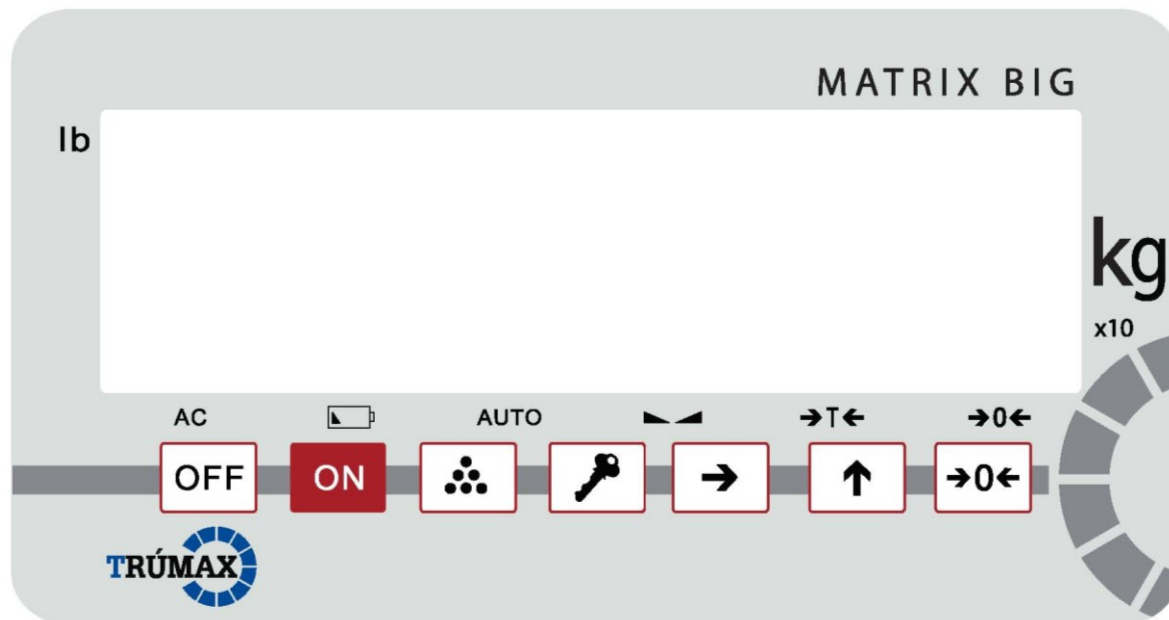 MATRIX BIG
lb
kg
x10
AC AUTO →T← →0←
OFF ON → ↑ →0←
TRÚMAX